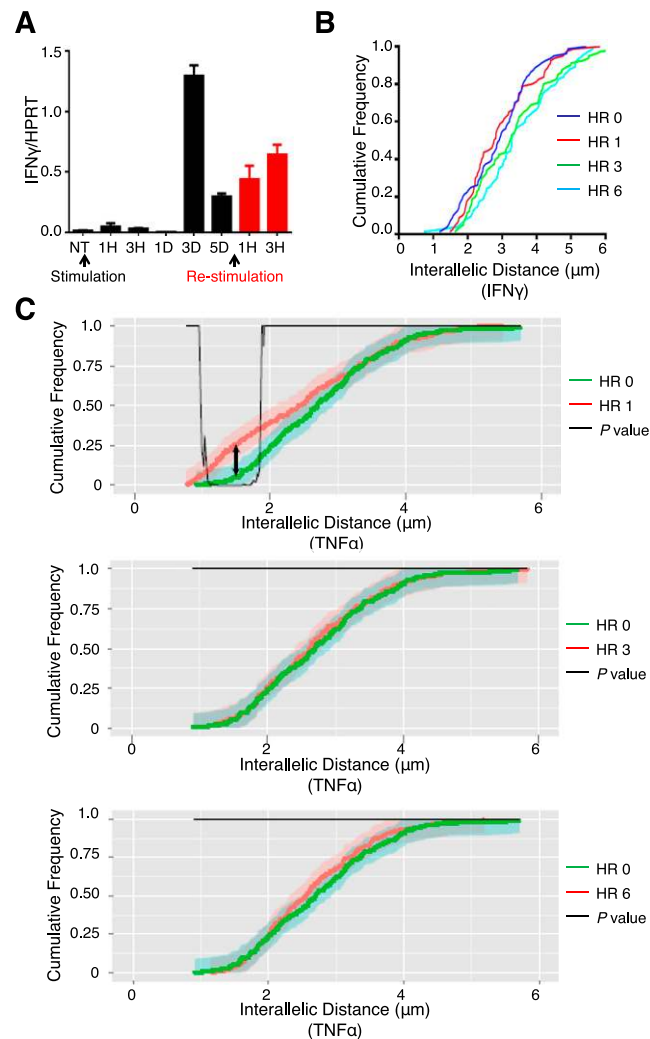 A
IFNγ/HPRT
1.5
1.0
0.5
0.0
NT 1H 3H 1D 3D 5D 1H 3H
Stimulation
Re-stimulation
B
Cumulative Frequency
1.0
0.8
0.6
0.4
0.2
0.0
0 1 2 3 4 5 6
Interallelic Distance (μm)
(IFNγ)
HR 0
HR 1
HR 3
HR 6
C
Cumulative Frequency
1.0
0.75
0.50
0.25
0
0 2 4 6
Interallelic Distance (μm)
(TNFα)
HR 0
HR 1
P value
Cumulative Frequency
1.0
0.75
0.50
0.25
0
0 2 4 6
Interallelic Distance (μm)
(TNFα)
HR 0
HR 3
P value
Cumulative Frequency
1.0
0.75
0.50
0.25
0
0 2 4 6
Interallelic Distance (μm)
(TNFα)
HR 0
HR 6
P value